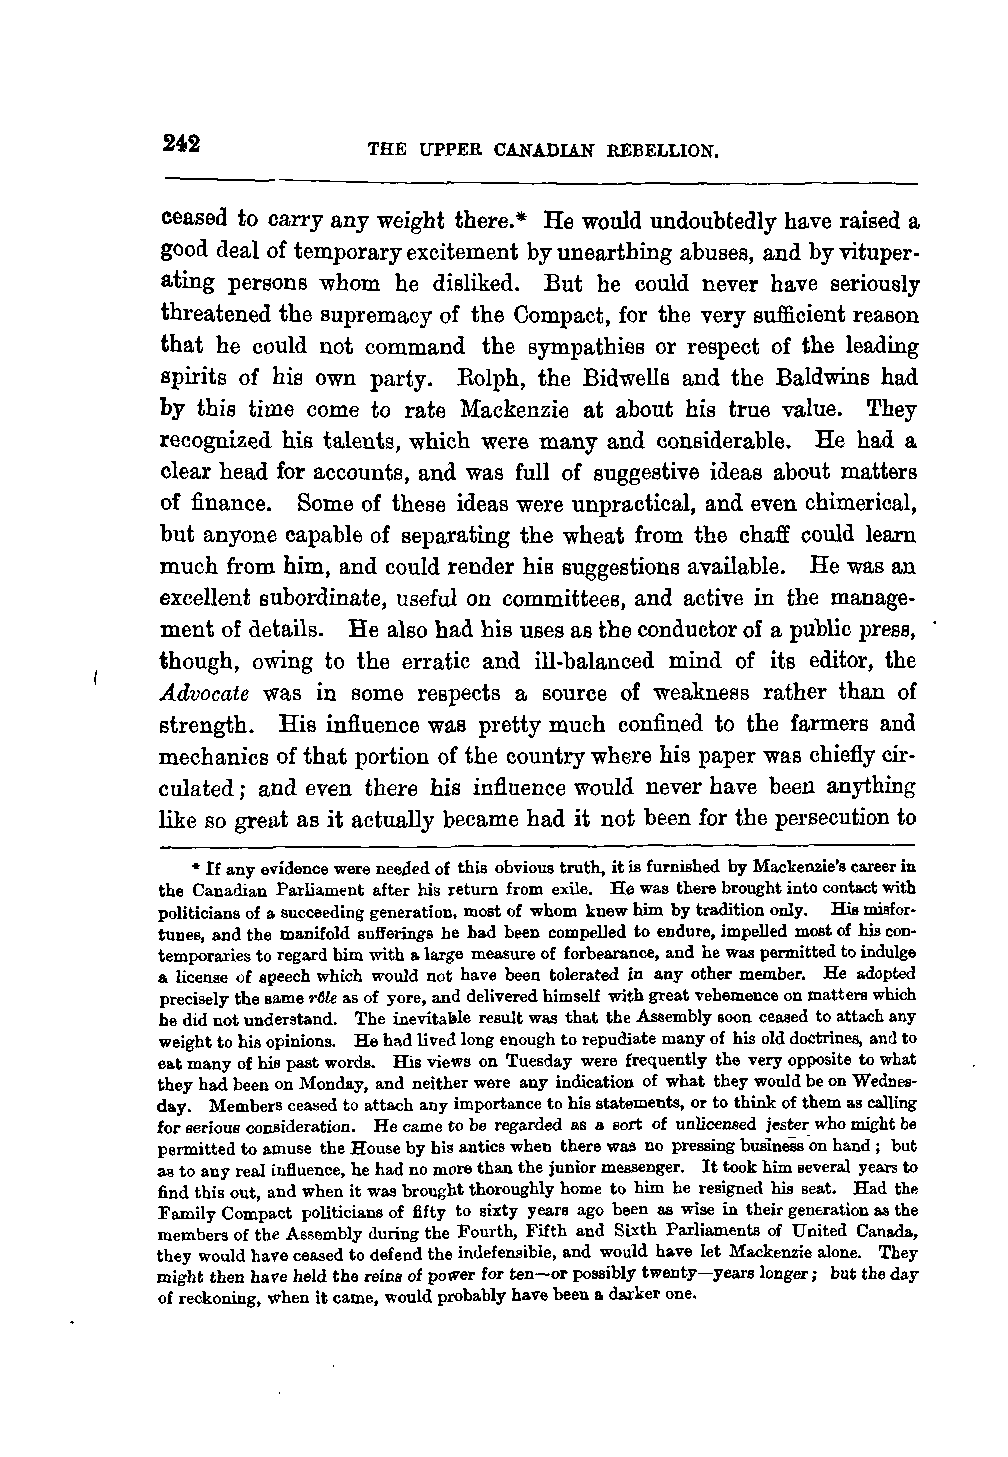 242
THE UPPER CANADIAN REBELLION.
ceased to carry any weight there.* He would undoubtedly have raised a
good deal of temporary excitement by unearthing abuses, and by vituper-
ating persons whom he disliked. But he could never have seriously
threatened the supremacy of the Compact, for the very sufficient reason
that he could not command the sympathies or respect of the leading
spirits of his own party. Rolph, the Bidwells and the Baldwins had
by this time come to rate Mackenzie at about his true value. They
recognized his talents, which were many and considerable. He had a
clear head for accounts, and was full of suggestive ideas about matters
of finance. Some of these ideas were unpractical, and even chimerical,
but anyone capable of separating the wheat from the chaff could learn
much from him, and could render his suggestions available. He was an
excellent subordinate, useful on committees, and active in the manage-
ment of details. He also had his uses as the conductor of a public press,
though, owing to the erratic and ill-balanced mind of its editor, the
Advocate was in some respects a source of weakness rather than of
strength. His influence was pretty much confined to the farmers and
mechanics of that portion of the country where his paper was chiefly cir-
culated; and even there his influence would never have been anything
like so great as it actually became had it not been for the persecution to
* If any evidence were needed of this obvious truth, it is furnished by Mackenzie's career in
the Canadian Parliament after his return from exile. He was there brought into contact with
politicians of a succeeding generation, most of whom knew him by tradition only. His misfor-
tunes, and the manifold sufferings he had been compelled to endure, impelled most of his con-
temporaries to regard him with a large measure of forbearance, and he was permitted to indulge
a license of speech which would not have been tolerated in any other member. He adopted
precisely the same rôle as of yore, and delivered himself with great vehemence on matters which
he did not understand. The inevitable result was that the Assembly soon ceased to attach any
weight to his opinions. He had lived long enough to repudiate many of his old doctrines, and to
eat many of his past words. His views on Tuesday were frequently the very opposite to what
they had been on Monday, and neither were any indication of what they would be on Wednes-
day. Members ceased to attach any importance to his statements, or to think of them as calling
for serious consideration. He came to be regarded as a sort of unlicensed jester who might be
permitted to amuse the House by his antics when there was no pressing business on hand; but
as to any real influence, he had no more than the junior messenger. It took him several years to
find this out, and when it was brought thoroughly home to him he resigned his seat. Had the
Family Compact politicians of fifty to sixty years ago been as wise in their generation as the
members of the Assembly during the Fourth, Fifth and Sixth Parliaments of United Canada,
they would have ceased to defend the indefensible, and would have let Mackenzie alone. They
might then have held the reins of power for ten—or possibly twenty—years longer; but the day
of reckoning, when it came, would probably have been a darker one.